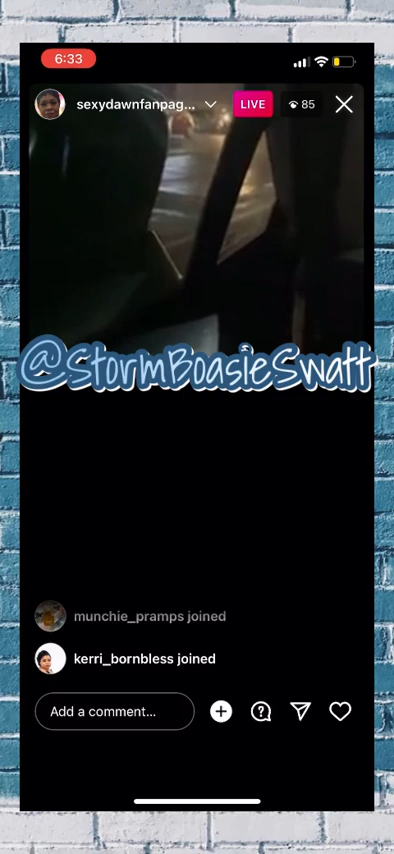 6:33
sexydawnfanpag...
LIVE
85
@StormBoasieSwatt
munchie_pramps joined
kerri_bornbless joined
Add a comment...